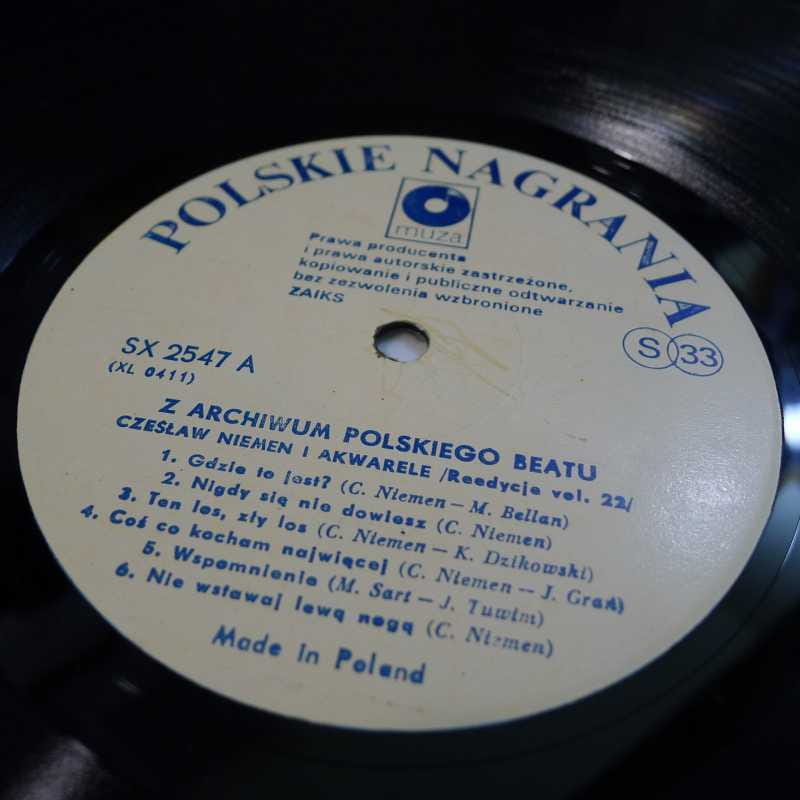 POLSKIE NAGRANIA
muza
Prawa producenta
i prawa autorskie zastrzeżone,
kopiowanie i publiczne odtwarzanie
bez zezwolenia wzbronione
ZAIKS
SX 2547 A
(XL 0411)
S 33
Z ARCHIWUM POLSKIEGO BEATU
CZESŁAW NIEMEN I AKWARELE /Reedycje vol. 22/
1. Gdzie to jest? (C. Niemen — M. Bellan)
2. Nigdy się nie dowiesz (C. Niemen)
3. Ten los, zły los (C. Niemen — K. Dzikowski)
4. Coś co kocham najwięcej (C. Niemen — J. Grań)
5. Wspomnienie (M. Sart — J. Tuwim)
6. Nie wstawaj lewą nogą (C. Niemen)
Made in Poland